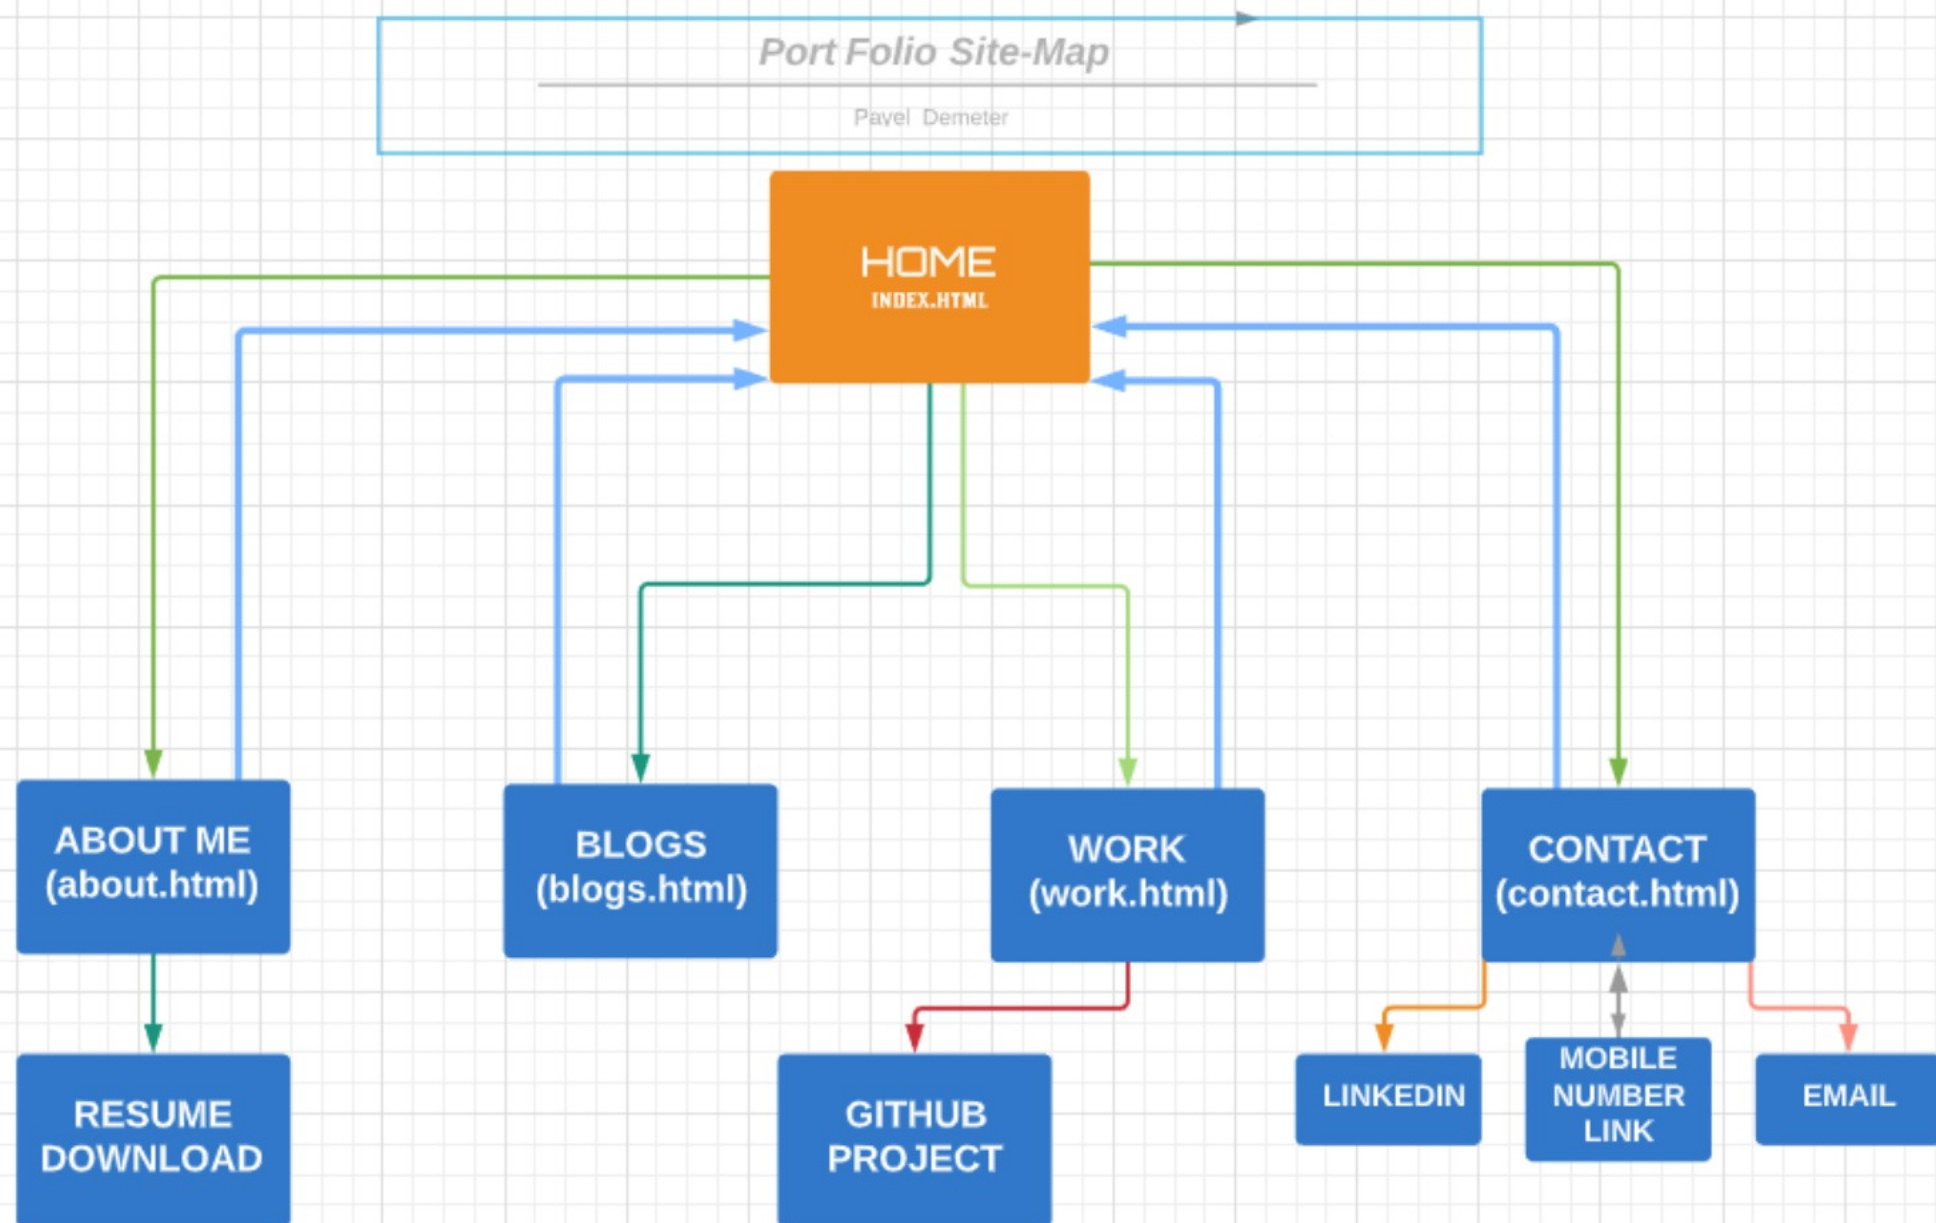 Port Folio Site-Map
Pavel Demeter
HOME
INDEX.HTML
ABOUT ME
(about.html)
BLOGS
(blogs.html)
WORK
(work.html)
CONTACT
(contact.html)
RESUME
DOWNLOAD
GITHUB
PROJECT
LINKEDIN
MOBILE
NUMBER
LINK
EMAIL